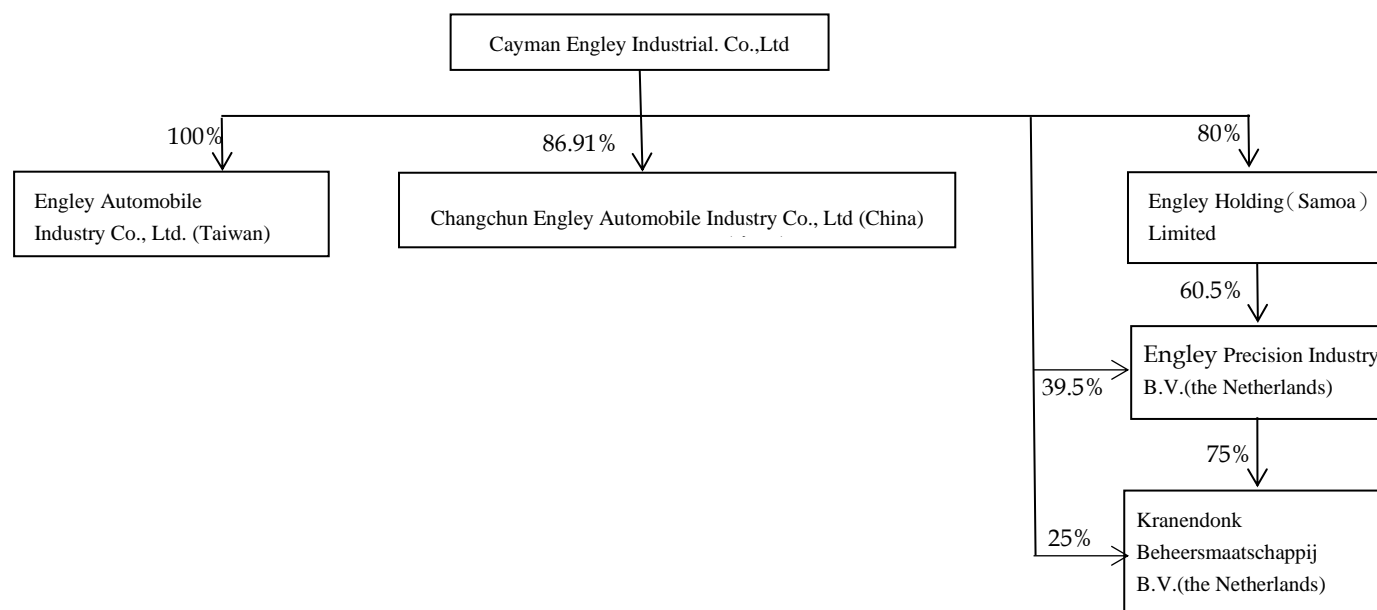 Cayman Engley Industrial. Co.,Ltd
100%
86.91%
80%
Engley Automobile
Industry Co., Ltd. (Taiwan)
Changchun Engley Automobile Industry Co., Ltd (China)
Engley Holding（Samoa）
Limited
60.5%
Engley Precision Industry
B.V.(the Netherlands)
39.5%
75%
Kranendonk
Beheersmaatschappij
B.V.(the Netherlands)
25%